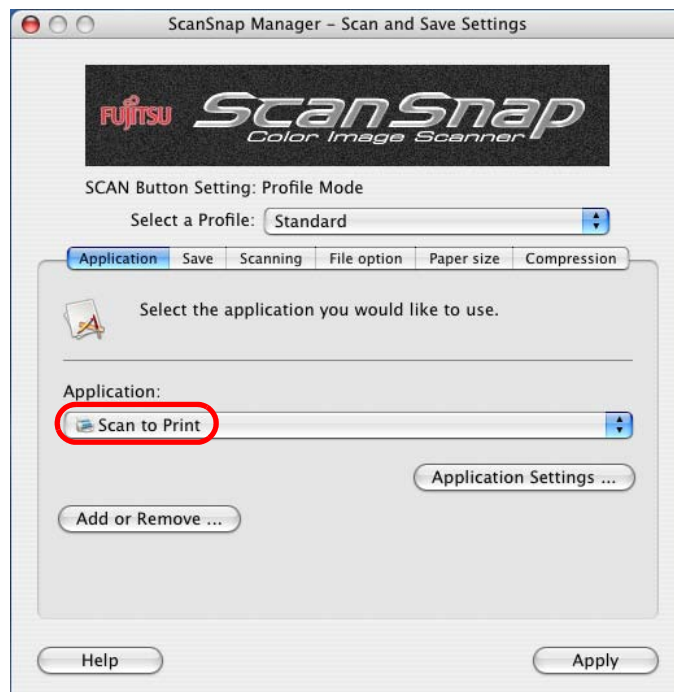 ScanSnap Manager – Scan and Save Settings
FUJITSU ScanSnap
Color Image Scanner
SCAN Button Setting: Profile Mode
Select a Profile: Standard
Application Save Scanning File option Paper size Compression
Select the application you would like to use.
Application:
Scan to Print
Application Settings ...
Add or Remove ...
Help Apply